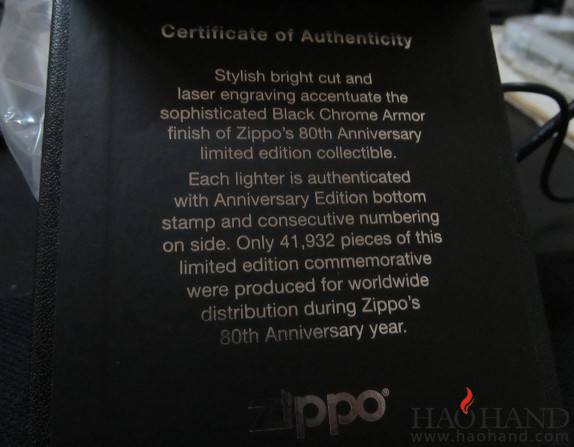 Certificate of Authenticity
Stylish bright cut and
laser engraving accentuate the
sophisticated Black Chrome Armor
finish of Zippo's 80th Anniversary
limited edition collectible.
Each lighter is authenticated
with Anniversary Edition bottom
stamp and consecutive numbering
on side. Only 41,932 pieces of this
limited edition commemorative
were produced for worldwide
distribution during Zippo's
80th Anniversary year.
zippo®
HAOHAND
www.haohand.com